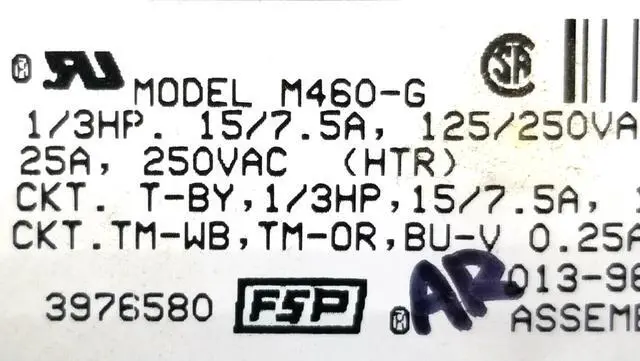 MODEL M460-G
1/3HP. 15/7.5A, 125/250VA
25A, 250VAC (HTR)
CKT. T-BY,1/3HP,15/7.5A,
CKT.TM-WB,TM-OR,BU-V 0.25A
AR 013-98
3976580 FSP ASSEMB